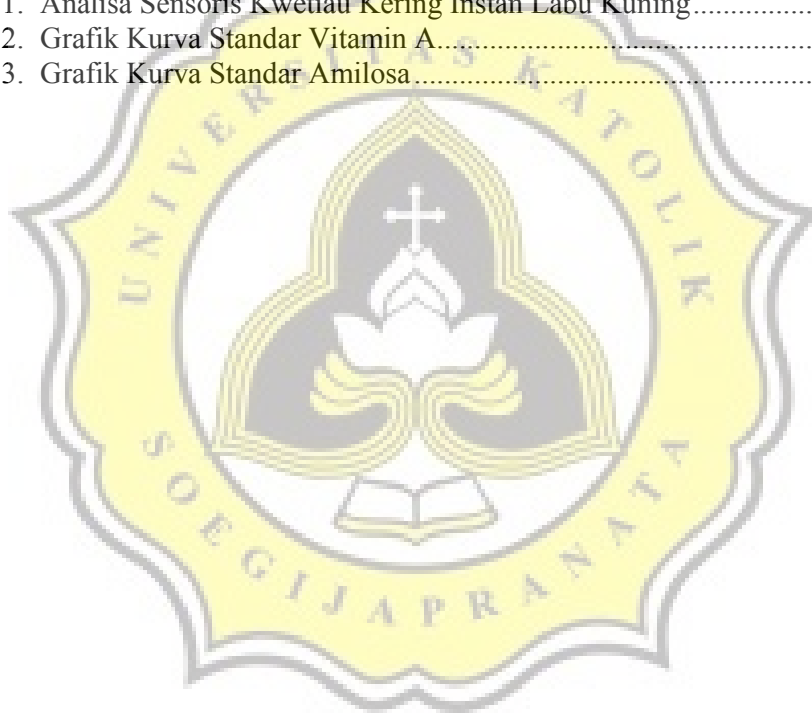 1. Analisa Sensoris Kwetiau Kering Instan Labu Kuning
2. Grafik Kurva Standar Vitamin A
3. Grafik Kurva Standar Amilosa
UNIVERSITAS KATOLIK
SOEGIJAPRANATA